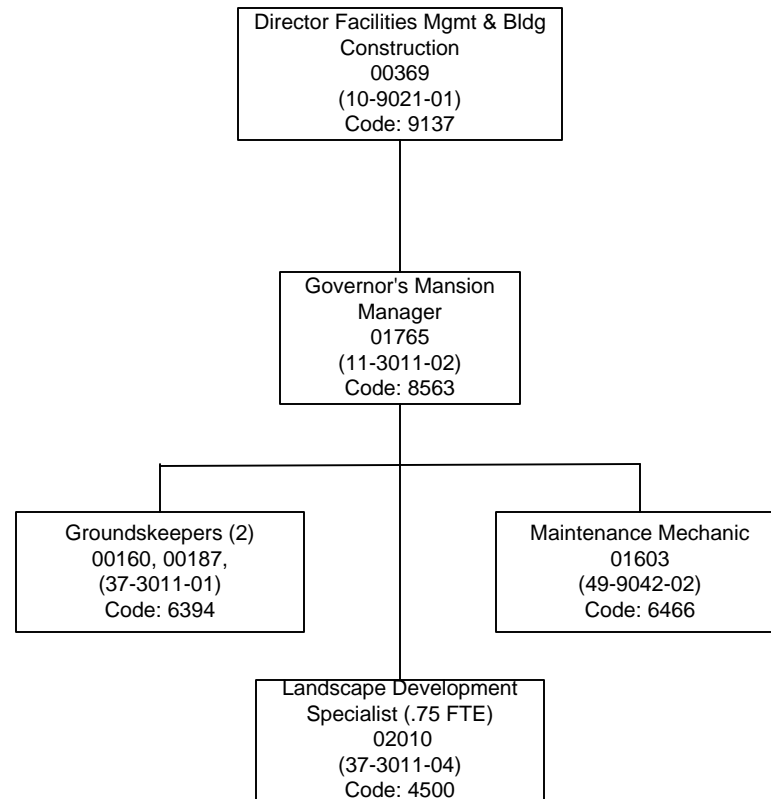 Director Facilities Mgmt & Bldg
Construction
00369
(10-9021-01)
Code: 9137
Governor's Mansion
Manager
01765
(11-3011-02)
Code: 8563
Groundskeepers (2)
00160, 00187,
(37-3011-01)
Code: 6394
Maintenance Mechanic
01603
(49-9042-02)
Code: 6466
Landscape Development
Specialist (.75 FTE)
02010
(37-3011-04)
Code: 4500